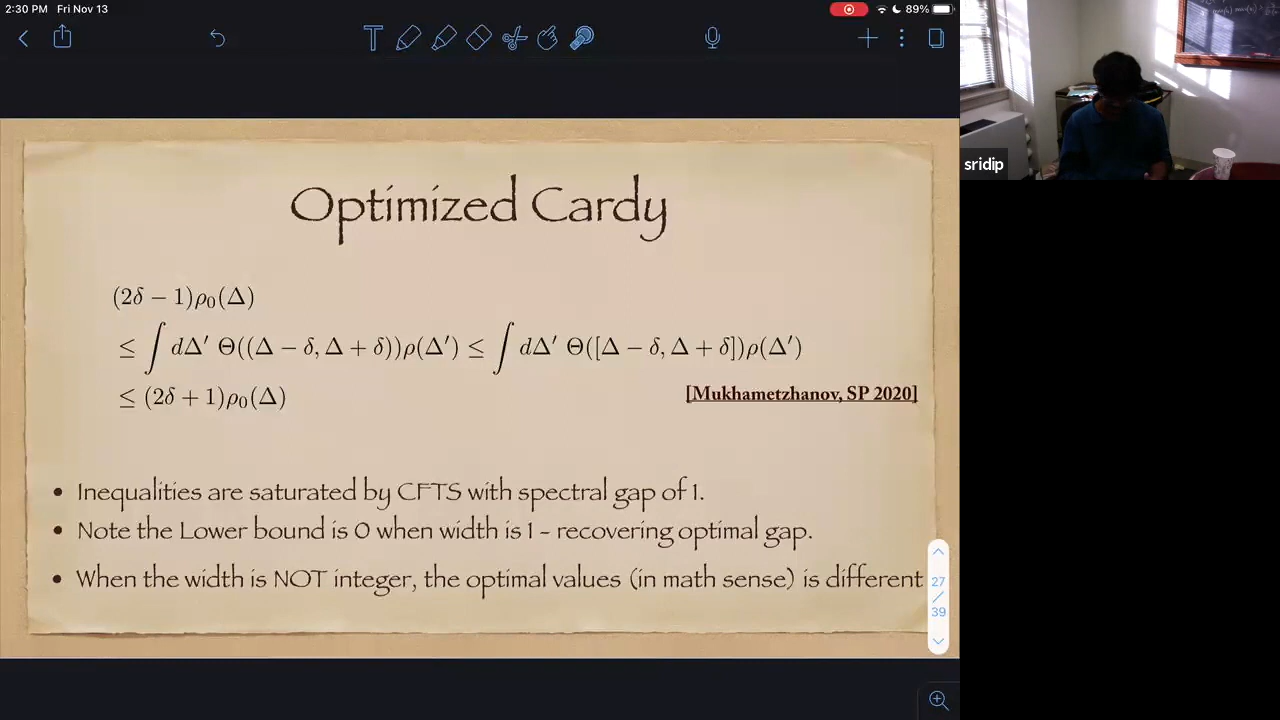 2:30 PM Fri Nov 13
89%
Optimized Cardy
(2δ − 1)ρ₀(Δ)
≤ ∫ dΔ′ Θ((Δ − δ, Δ + δ))ρ(Δ′) ≤ ∫ dΔ′ Θ([Δ − δ, Δ + δ])ρ(Δ′)
≤ (2δ + 1)ρ₀(Δ)
[Mukhametzhanov, SP 2020]
• Inequalities are saturated by CFTS with spectral gap of 1.
• Note the Lower bound is 0 when width is 1 - recovering optimal gap.
• When the width is NOT integer, the optimal values (in math sense) is different
27
/
39
sridip